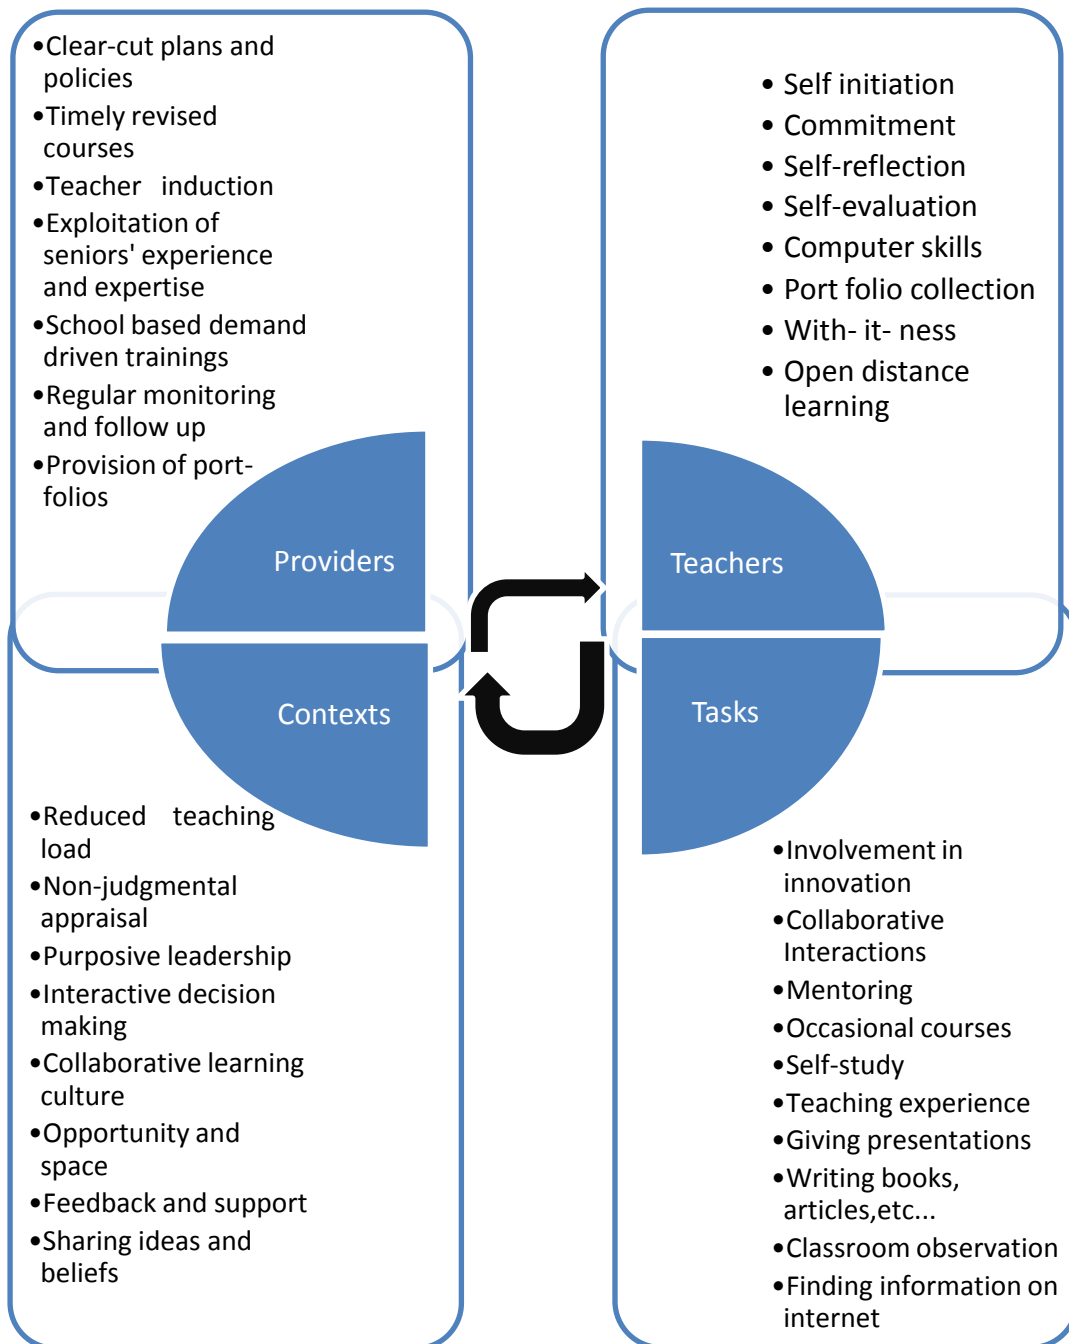 •Clear-cut plans and
policies
•Timely revised
courses
•Teacher induction
•Exploitation of
seniors' experience
and expertise
•School based demand
driven trainings
•Regular monitoring
and follow up
•Provision of port-
folios
Providers
• Self initiation
• Commitment
• Self-reflection
• Self-evaluation
• Computer skills
• Port folio collection
• With- it- ness
• Open distance
learning
Teachers
Contexts
•Reduced teaching
load
•Non-judgmental
appraisal
•Purposive leadership
•Interactive decision
making
•Collaborative learning
culture
•Opportunity and
space
•Feedback and support
•Sharing ideas and
beliefs
Tasks
•Involvement in
innovation
•Collaborative
Interactions
•Mentoring
•Occasional courses
•Self-study
•Teaching experience
•Giving presentations
•Writing books,
articles,etc...
•Classroom observation
•Finding information on
internet